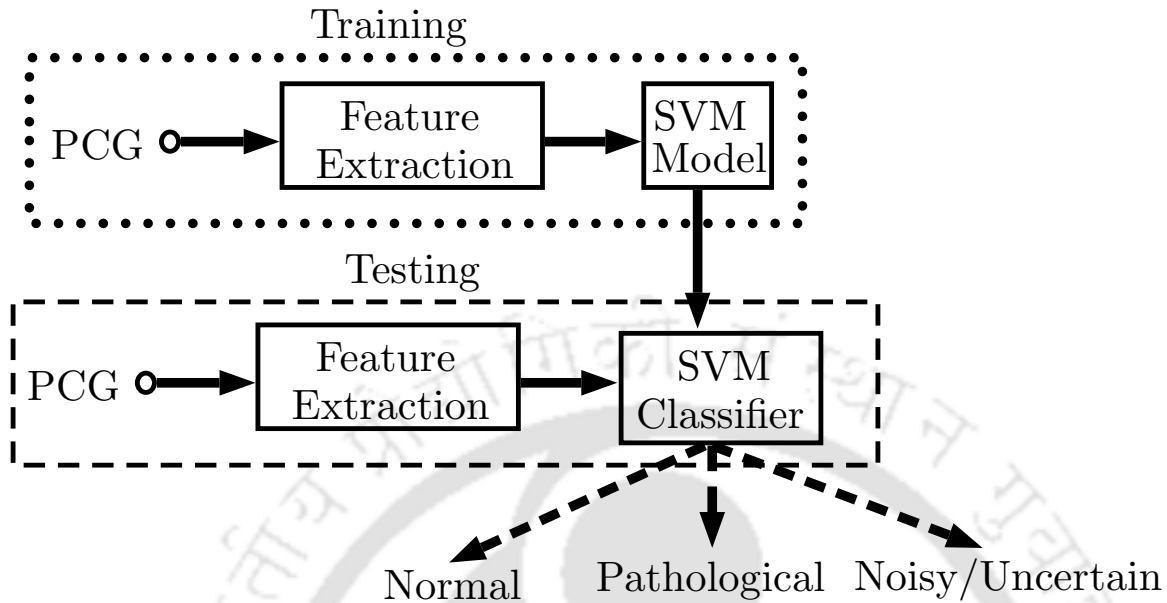 Training
PCG
Feature
Extraction
SVM
Model
Testing
PCG
Feature
Extraction
SVM
Classifier
Normal
Pathological
Noisy/Uncertain